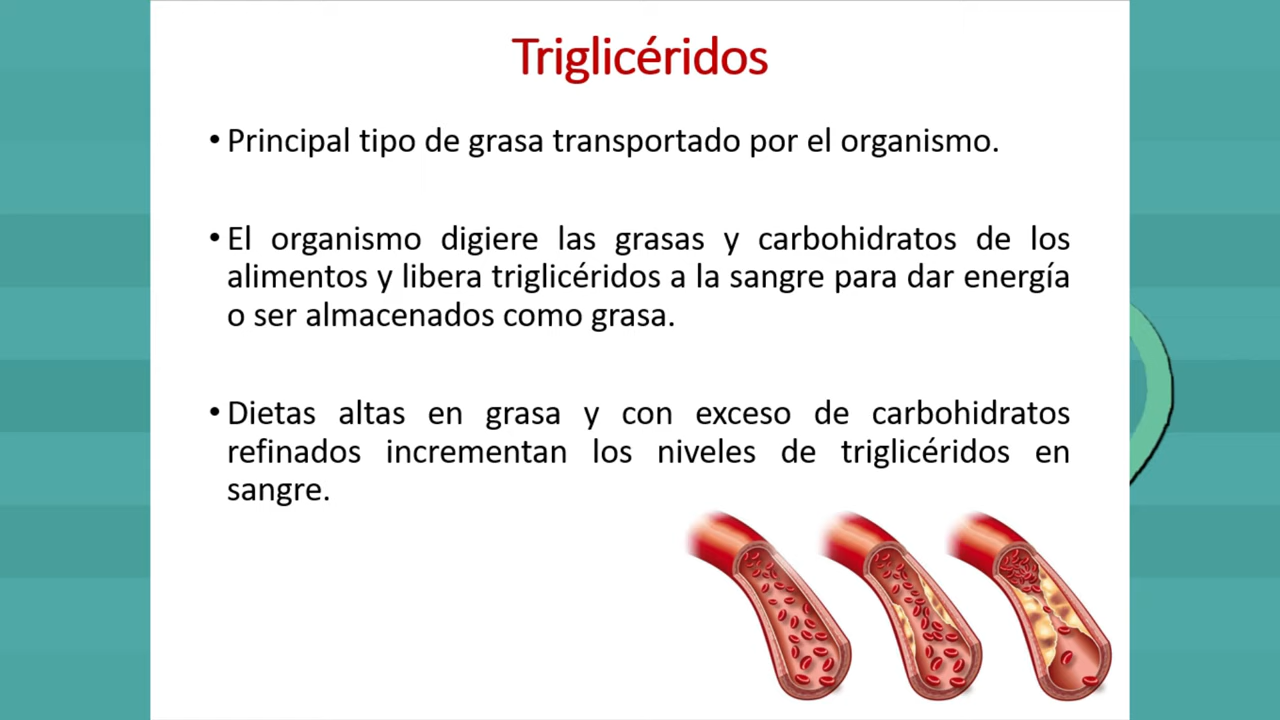 Triglicéridos
• Principal tipo de grasa transportado por el organismo.
• El organismo digiere las grasas y carbohidratos de los
alimentos y libera triglicéridos a la sangre para dar energía
o ser almacenados como grasa.
• Dietas altas en grasa y con exceso de carbohidratos
refinados incrementan los niveles de triglicéridos en
sangre.